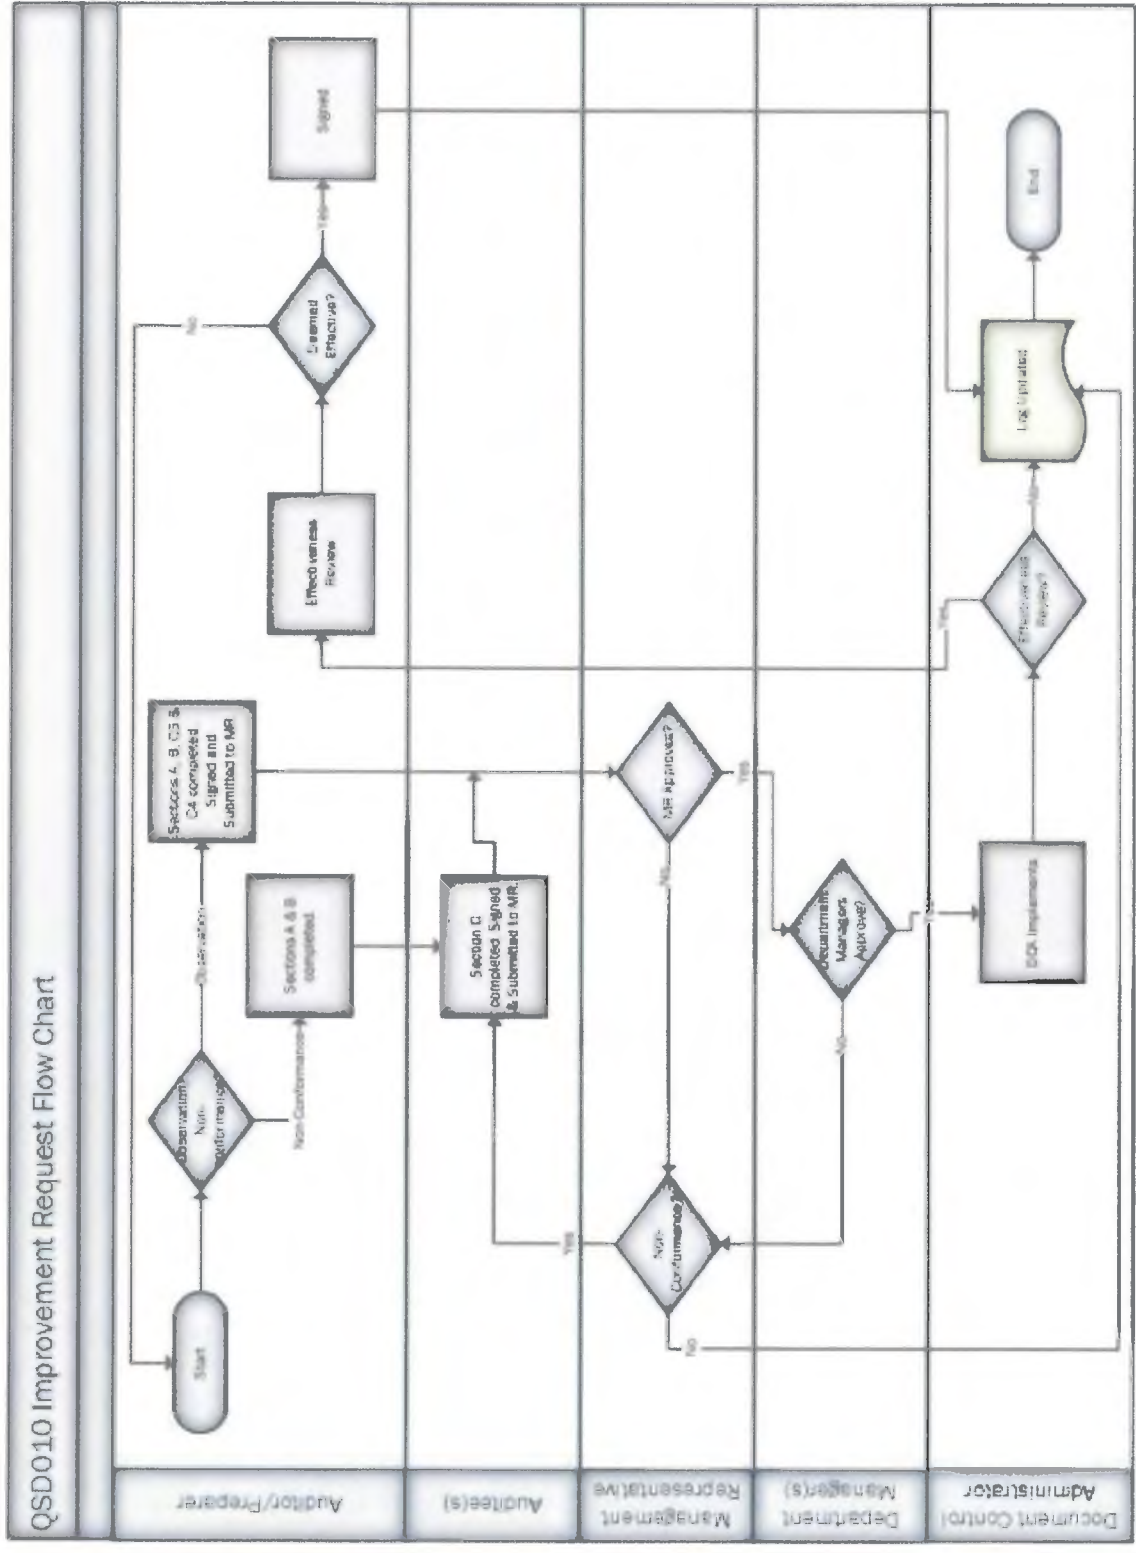 QSD010 Improvement Request Flow Chart
Auditor/Preparer
Start
Observation
Non-
Observation
Non-Conformance
Sections A, B, C3 &
C4 completed
Signed and
Submitted to MR
Sections A & B
completed
Effectiveness
Review
Deemed
Effective?
No
Yes
Signed
Auditee(s)
Section D
completed Signed
& Submitted to MR
Management
Representative
Non-
Conformance?
Yes
No
MR Approves?
No
Yes
Department
Manager(s)
Department
Managers
Approve?
No
Document Control
Administrator
DCA Implements
Effectiveness
Review?
Yes
No
Log Updated
End